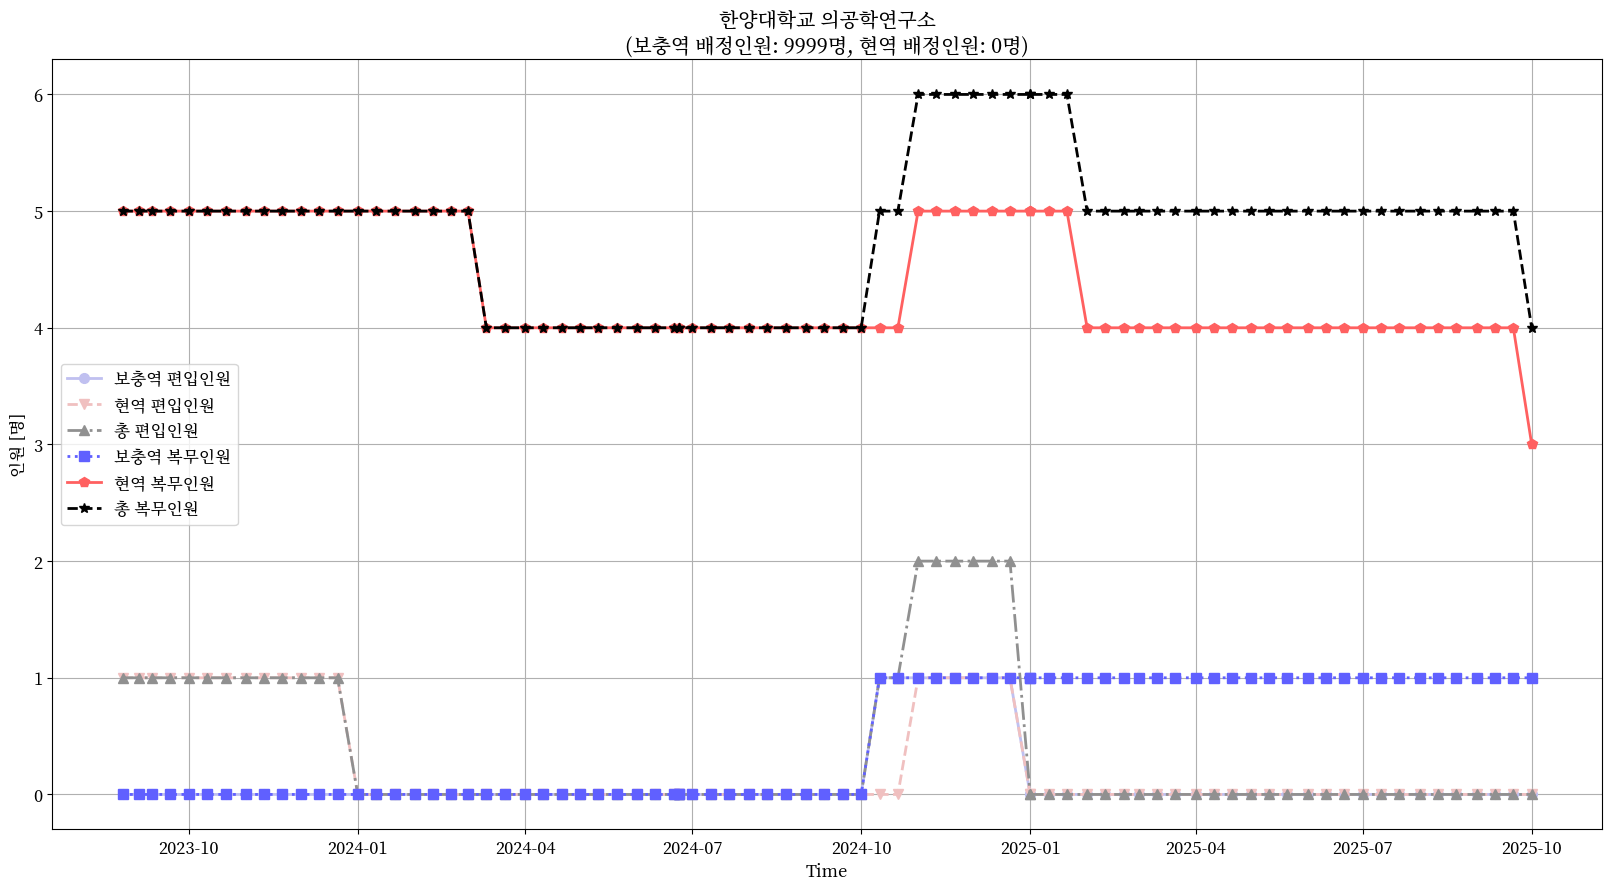 한양대학교 의공학연구소
(보충역 배정인원: 9999명, 현역 배정인원: 0명)
인원 [명]
6
5
4
3
2
1
0
보충역 편입인원
현역 편입인원
총 편입인원
보충역 복무인원
현역 복무인원
총 복무인원
2023-10
2024-01
2024-04
2024-07
2024-10
2025-01
2025-04
2025-07
2025-10
Time